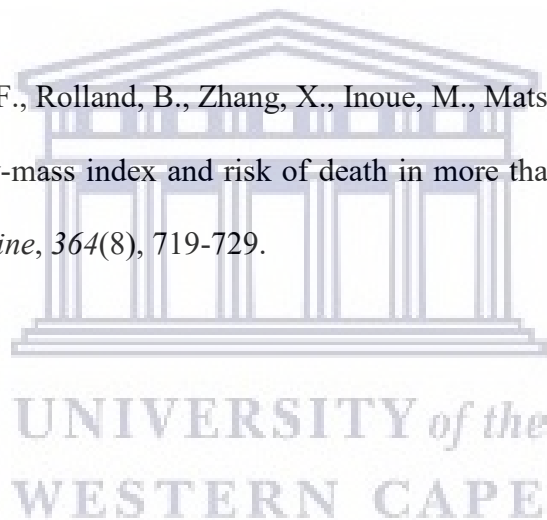 F., Rolland, B., Zhang, X., Inoue, M., Mats
-mass index and risk of death in more tha
ine, 364(8), 719-729.
UNIVERSITY of the
WESTERN CAPE